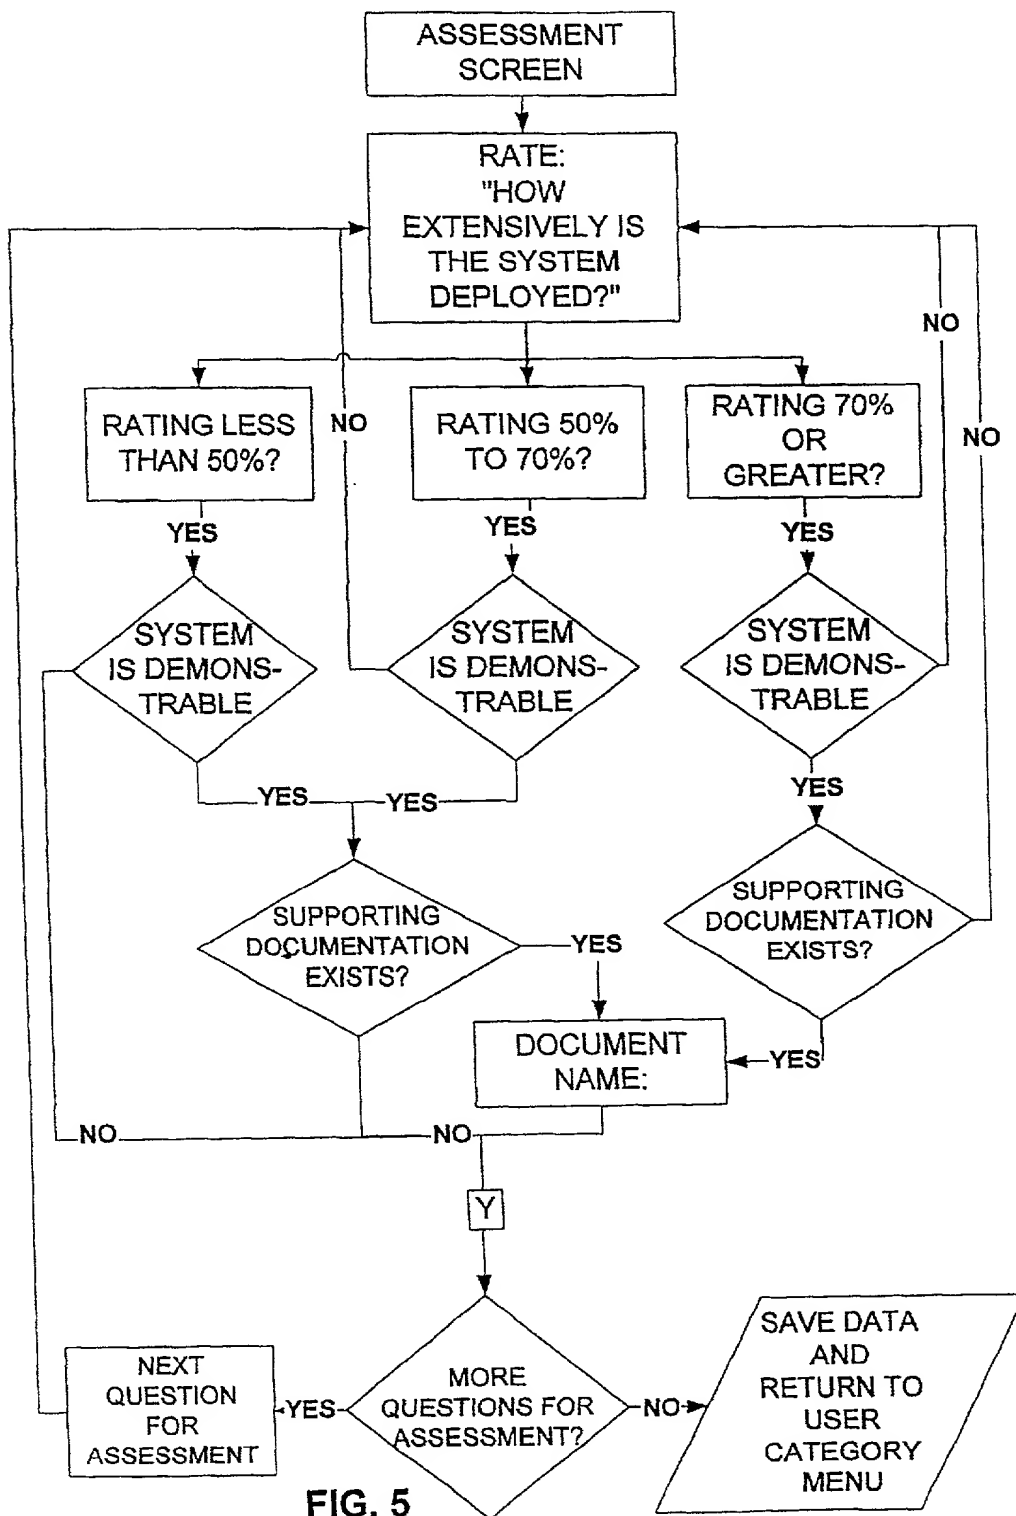 ASSESSMENT
SCREEN
RATE:
"HOW
EXTENSIVELY IS
THE SYSTEM
DEPLOYED?"
NO
RATING LESS
THAN 50%?
NO
RATING 50%
TO 70%?
RATING 70%
OR
GREATER?
NO
YES
YES
YES
SYSTEM
IS DEMONS-
TRABLE
SYSTEM
IS DEMONS-
TRABLE
SYSTEM
IS DEMONS-
TRABLE
YES
YES
YES
SUPPORTING
DOCUMENTATION
EXISTS?
YES
SUPPORTING
DOCUMENTATION
EXISTS?
DOCUMENT
NAME:
YES
NO
NO
Y
NEXT
QUESTION
FOR
ASSESSMENT
YES
MORE
QUESTIONS FOR
ASSESSMENT?
NO
SAVE DATA
AND
RETURN TO
USER
CATEGORY
MENU
FIG. 5